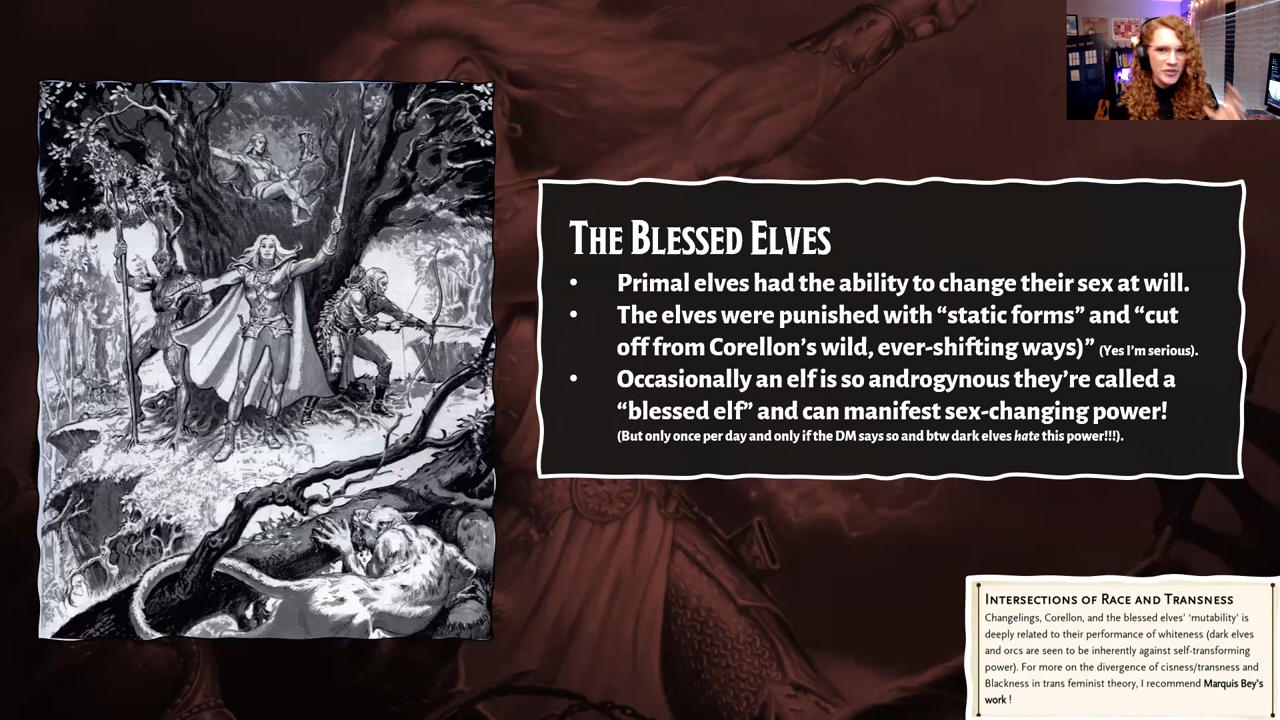 The Blessed Elves
• Primal elves had the ability to change their sex at will.
• The elves were punished with “static forms” and “cut
off from Corellon’s wild, ever-shifting ways)” (Yes I’m serious).
• Occasionally an elf is so androgynous they’re called a
“blessed elf” and can manifest sex-changing power!
(But only once per day and only if the DM says so and btw dark elves hate this power!!!).
Intersections of Race and Transness
Changelings, Corellon, and the blessed elves’ ‘mutability’ is
deeply related to their performance of whiteness (dark elves
and orcs are seen to be inherently against self-transforming
power). For more on the divergence of cisness/transness and
Blackness in trans feminist theory, I recommend Marquis Bey’s
work !